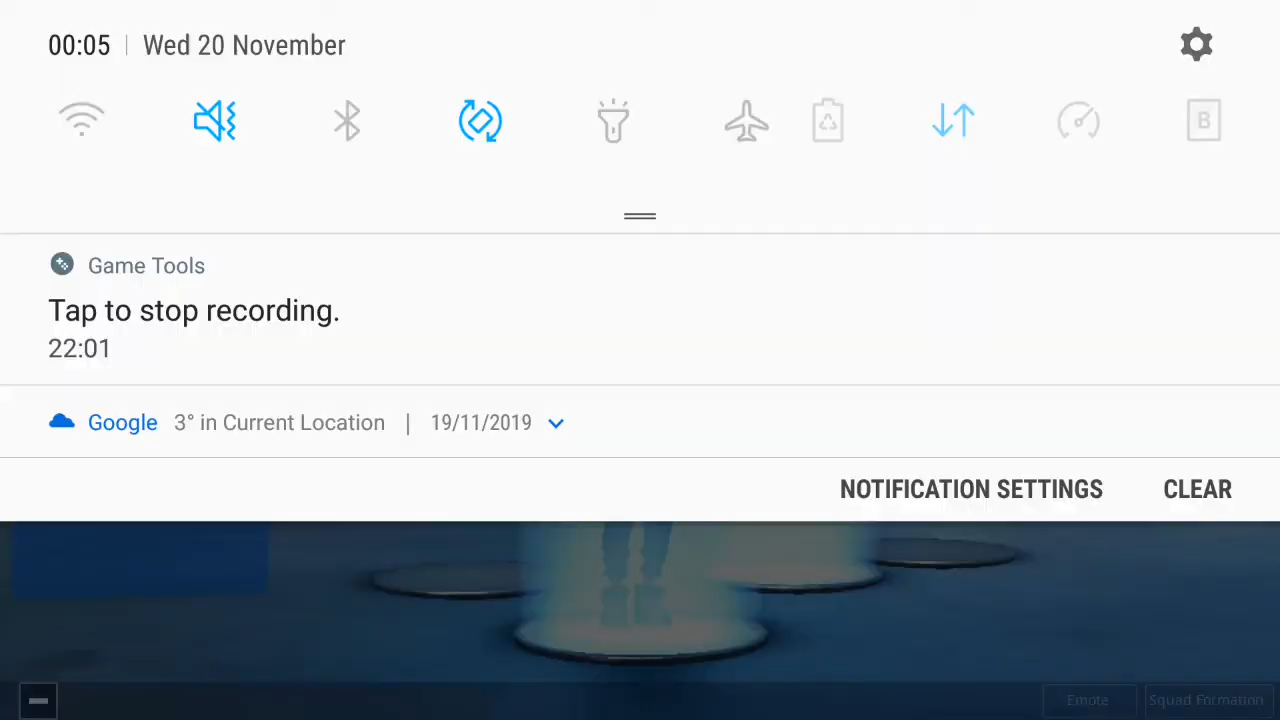 00:05 | Wed 20 November
B
Game Tools
Tap to stop recording.
22:01
Google 3° in Current Location | 19/11/2019
NOTIFICATION SETTINGS CLEAR
Emote Squad Formation